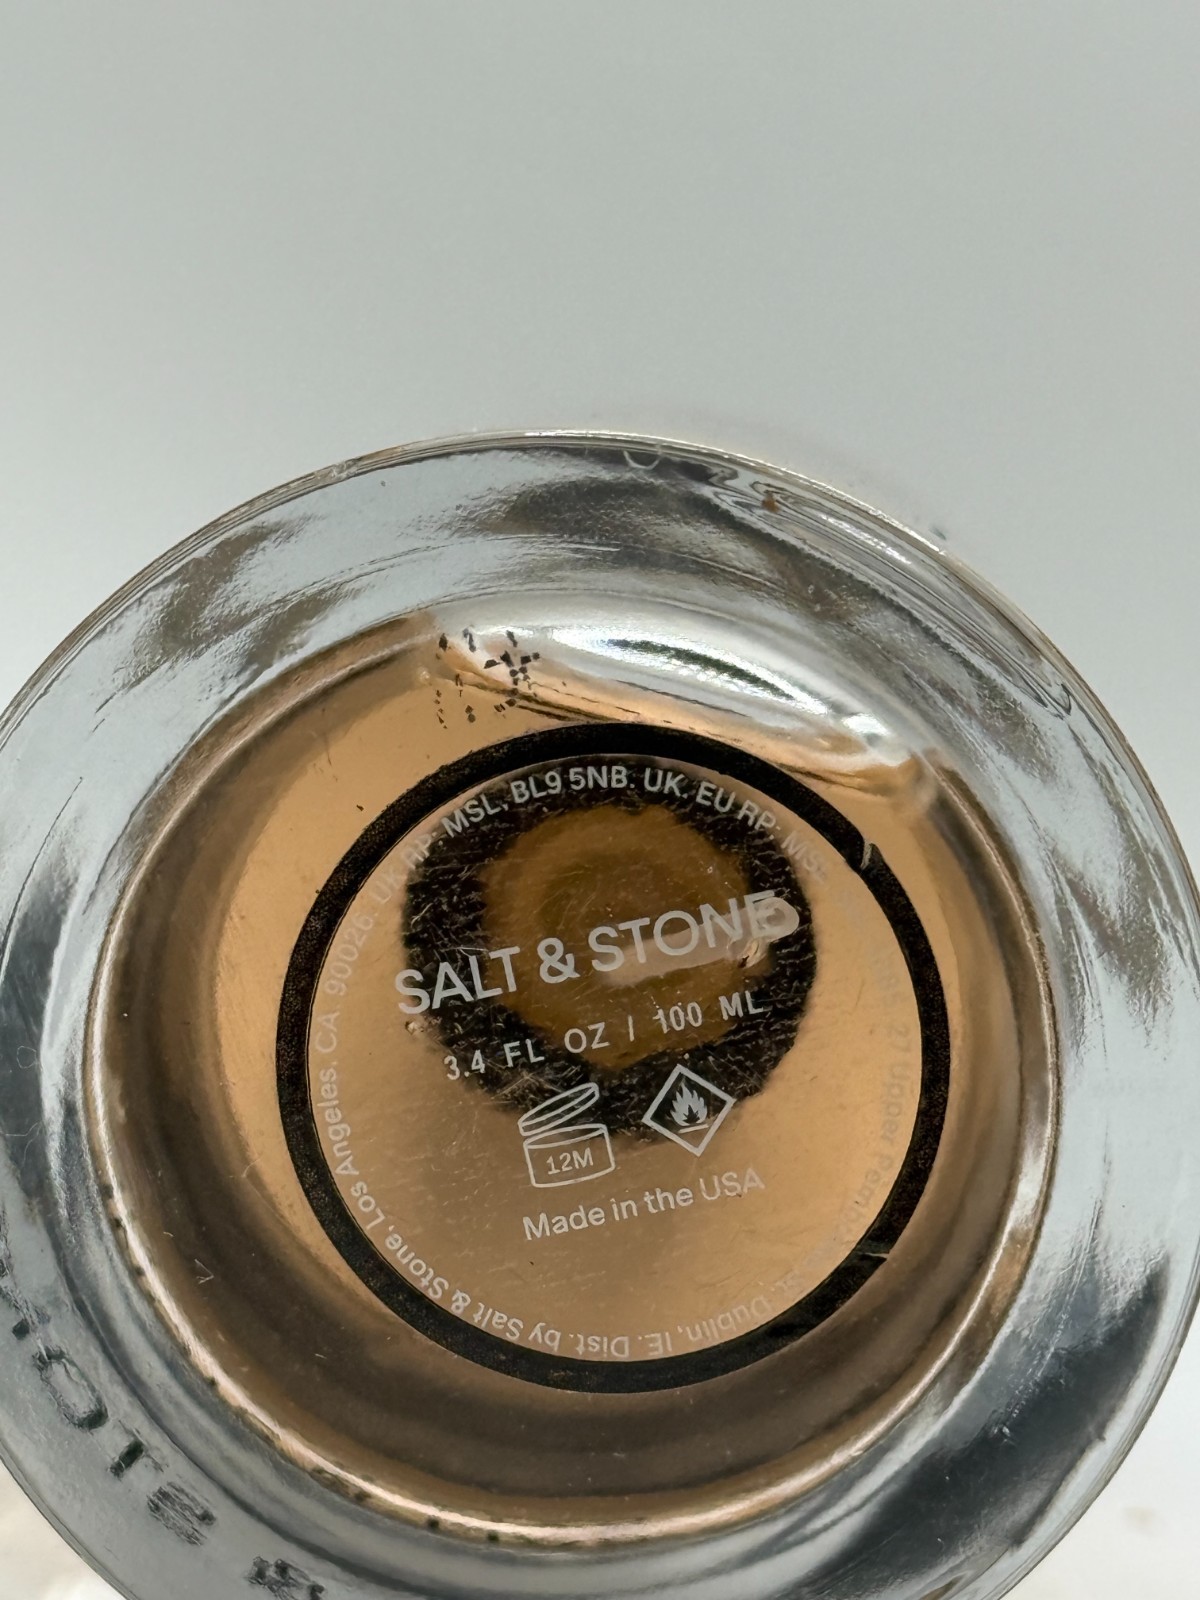 SALT & STONE
3.4 FL OZ / 100 ML
12M
Made in the USA
Dist. by Salt & Stone, Los Angeles. CA 90026. UK RP: MSL, BL9 5NB. UK. EU RP: MSL
Upper
Dublin, IE.